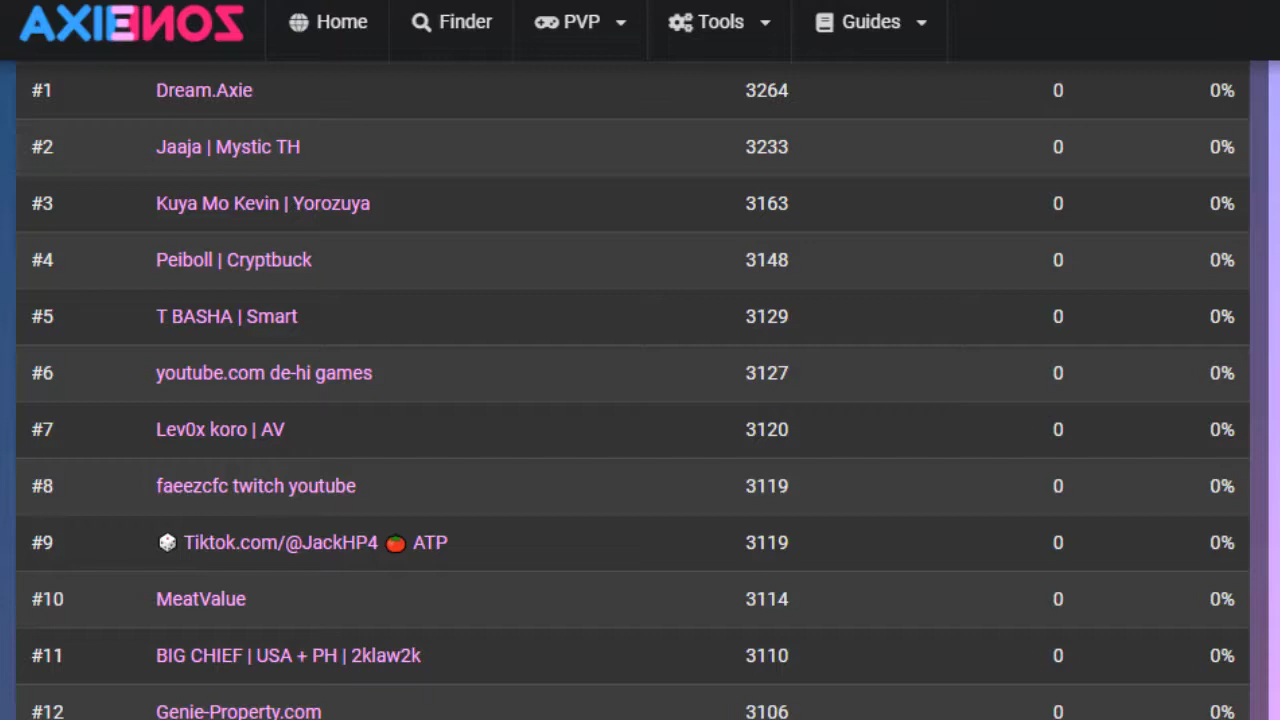 AXIE ZONE Home Finder PVP Tools Guides
#1 Dream.Axie 3264 0 0%
#2 Jaaja | Mystic TH 3233 0 0%
#3 Kuya Mo Kevin | Yorozuya 3163 0 0%
#4 Peiboll | Cryptbuck 3148 0 0%
#5 T BASHA | Smart 3129 0 0%
#6 youtube.com de-hi games 3127 0 0%
#7 Lev0x koro | AV 3120 0 0%
#8 faeezcfc twitch youtube 3119 0 0%
#9 🎲 Tiktok.com/@JackHP4 🍅 ATP 3119 0 0%
#10 MeatValue 3114 0 0%
#11 BIG CHIEF | USA + PH | 2klaw2k 3110 0 0%
#12 Genie-Property.com 3106 0 0%